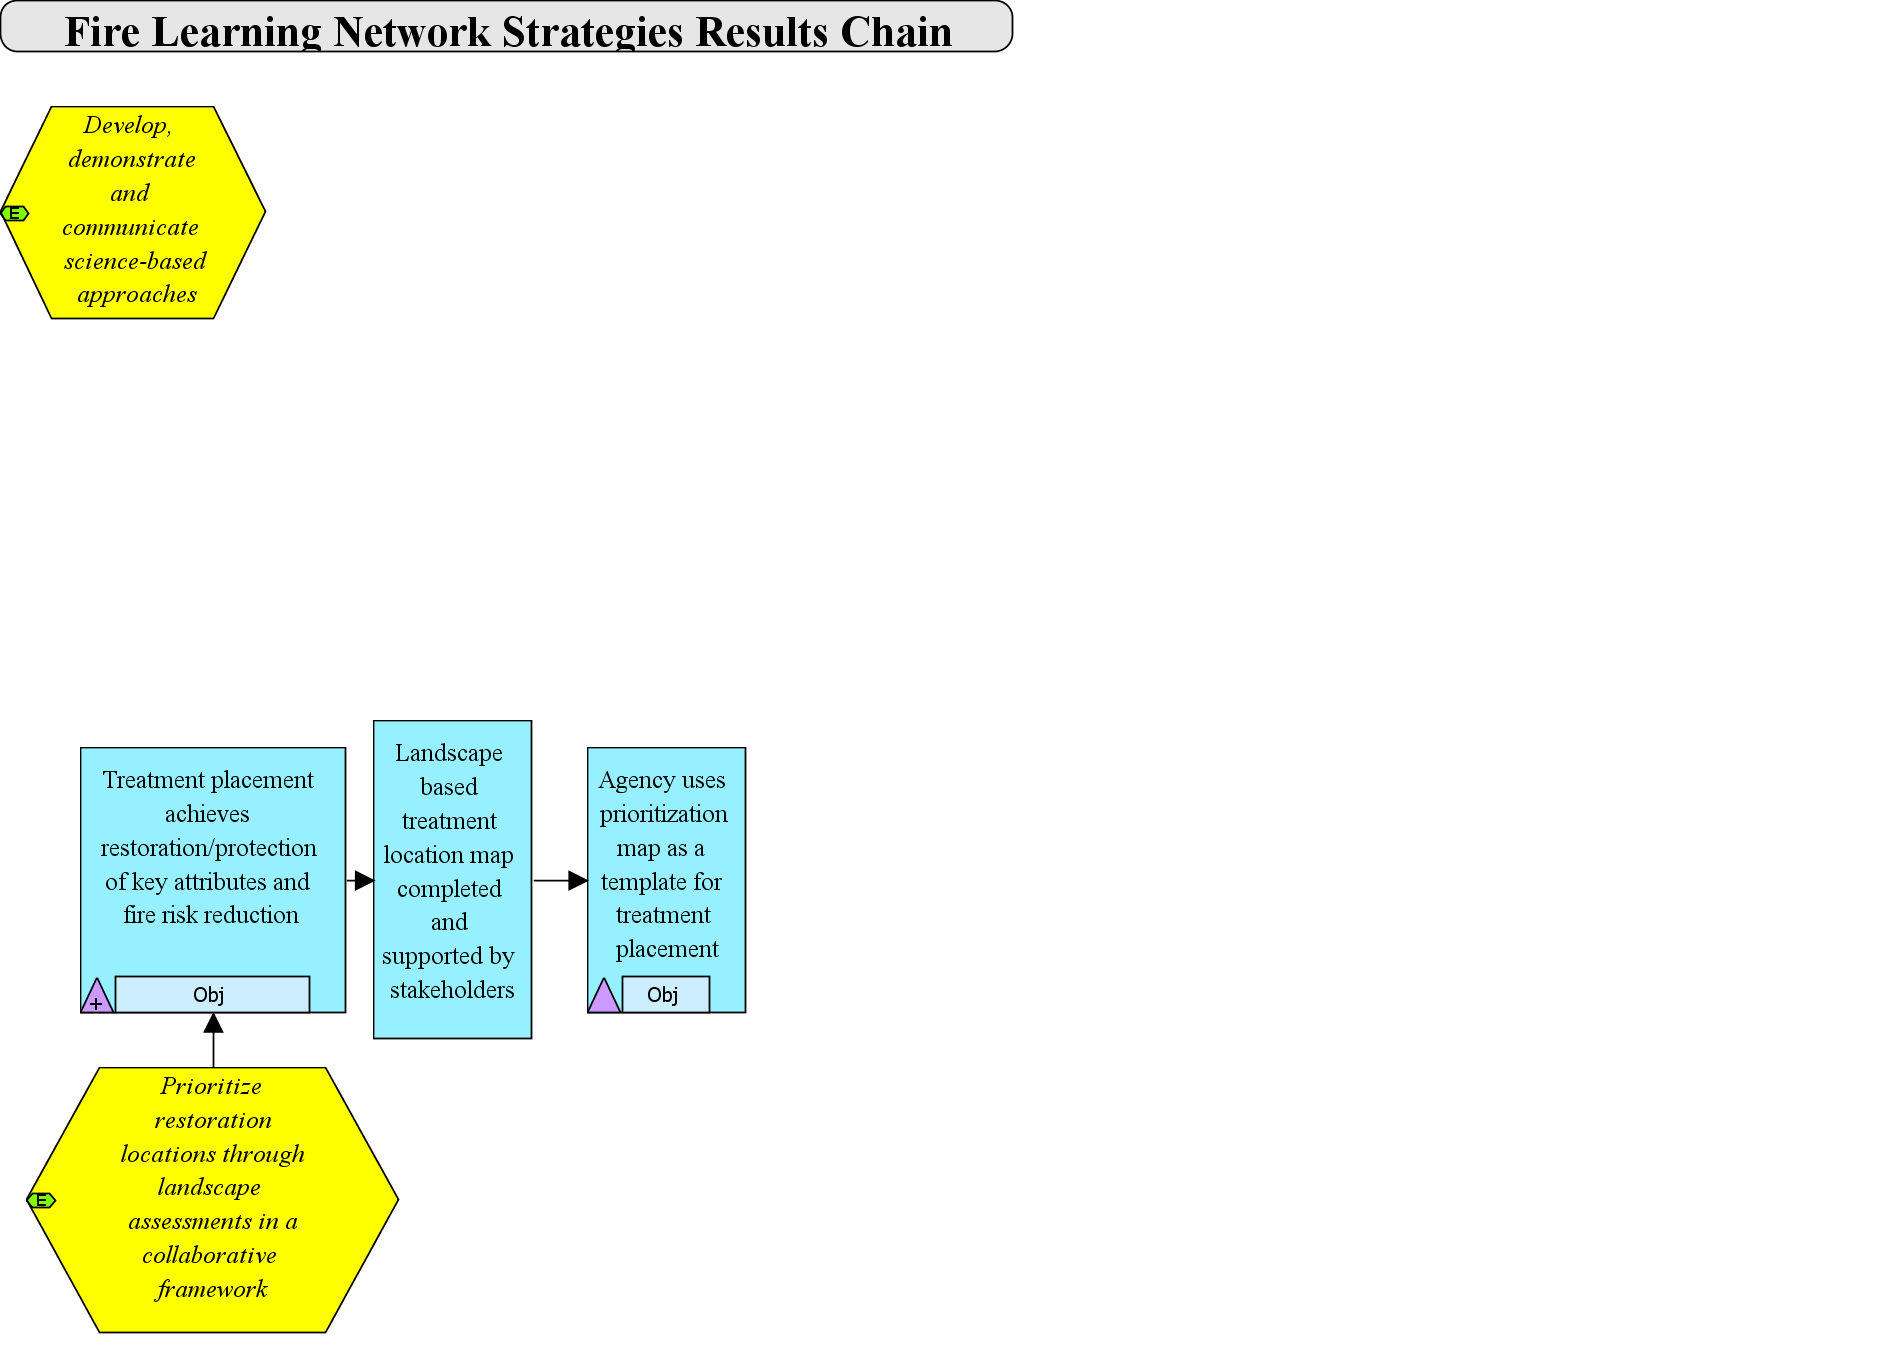 Fire Learning Network Strategies Results Chain
Develop,
demonstrate
and
communicate
science-based
approaches
E
Treatment placement
achieves
restoration/protection
of key attributes and
fire risk reduction
+
Obj
Landscape
based
treatment
location map
completed
and
supported by
stakeholders
Agency uses
prioritization
map as a
template for
treatment
placement
Obj
Prioritize
restoration
locations through
landscape
assessments in a
collaborative
framework
E